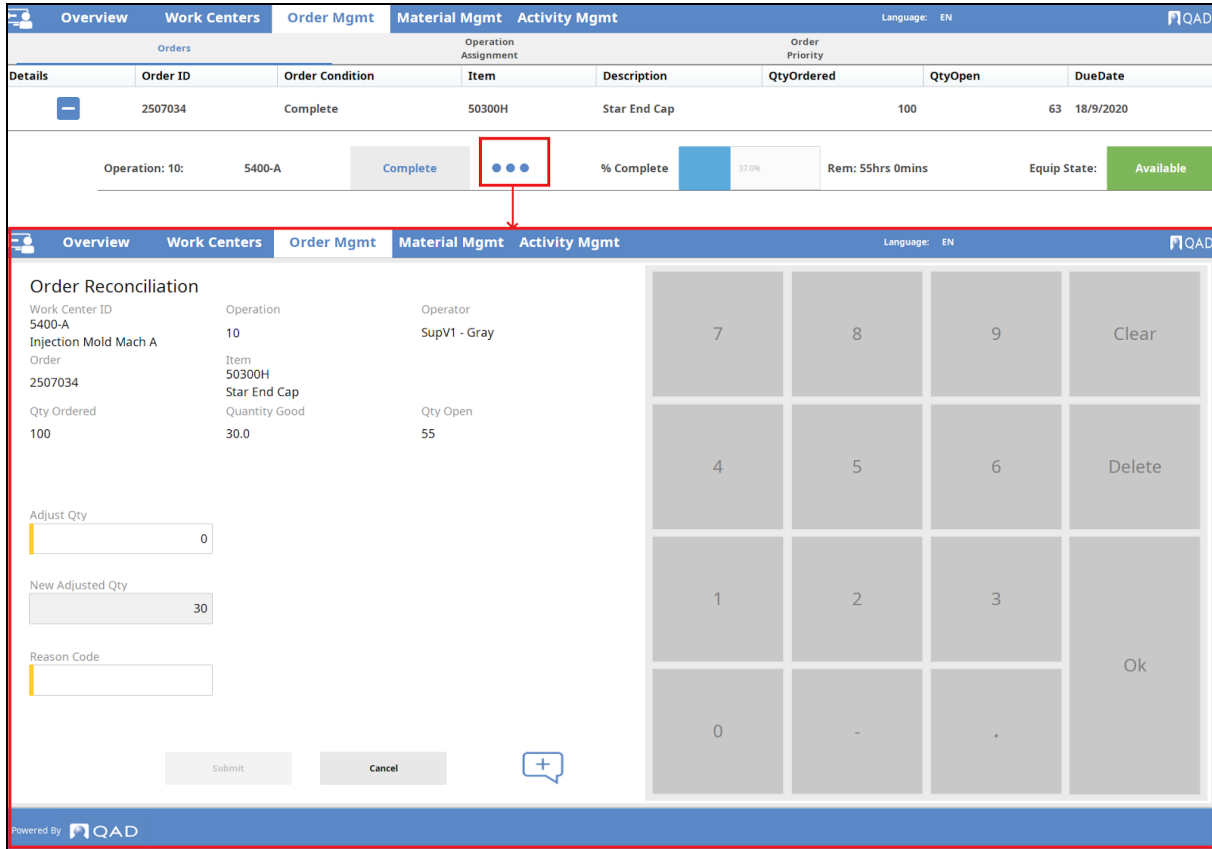 Overview Work Centers Order Mgmt Material Mgmt Activity Mgmt Language: EN QAD
Orders Operation Assignment Order Priority
Details Order ID Order Condition Item Description QtyOrdered QtyOpen DueDate
2507034 Complete 50300H Star End Cap 100 63 18/9/2020
Operation: 10: 5400-A Complete % Complete 37.0% Rem: 55hrs 0mins Equip State: Available
Overview Work Centers Order Mgmt Material Mgmt Activity Mgmt Language: EN QAD
Order Reconciliation
Work Center ID Operation Operator
5400-A
Injection Mold Mach A 10 SupV1 - Gray
Order Item
2507034 50300H
Star End Cap
Qty Ordered Quantity Good Qty Open
100 30.0 55
Adjust Qty
0
New Adjusted Qty
30
Reason Code
Submit Cancel
7 8 9 Clear
4 5 6 Delete
1 2 3
Ok
0 - .
Powered By QAD